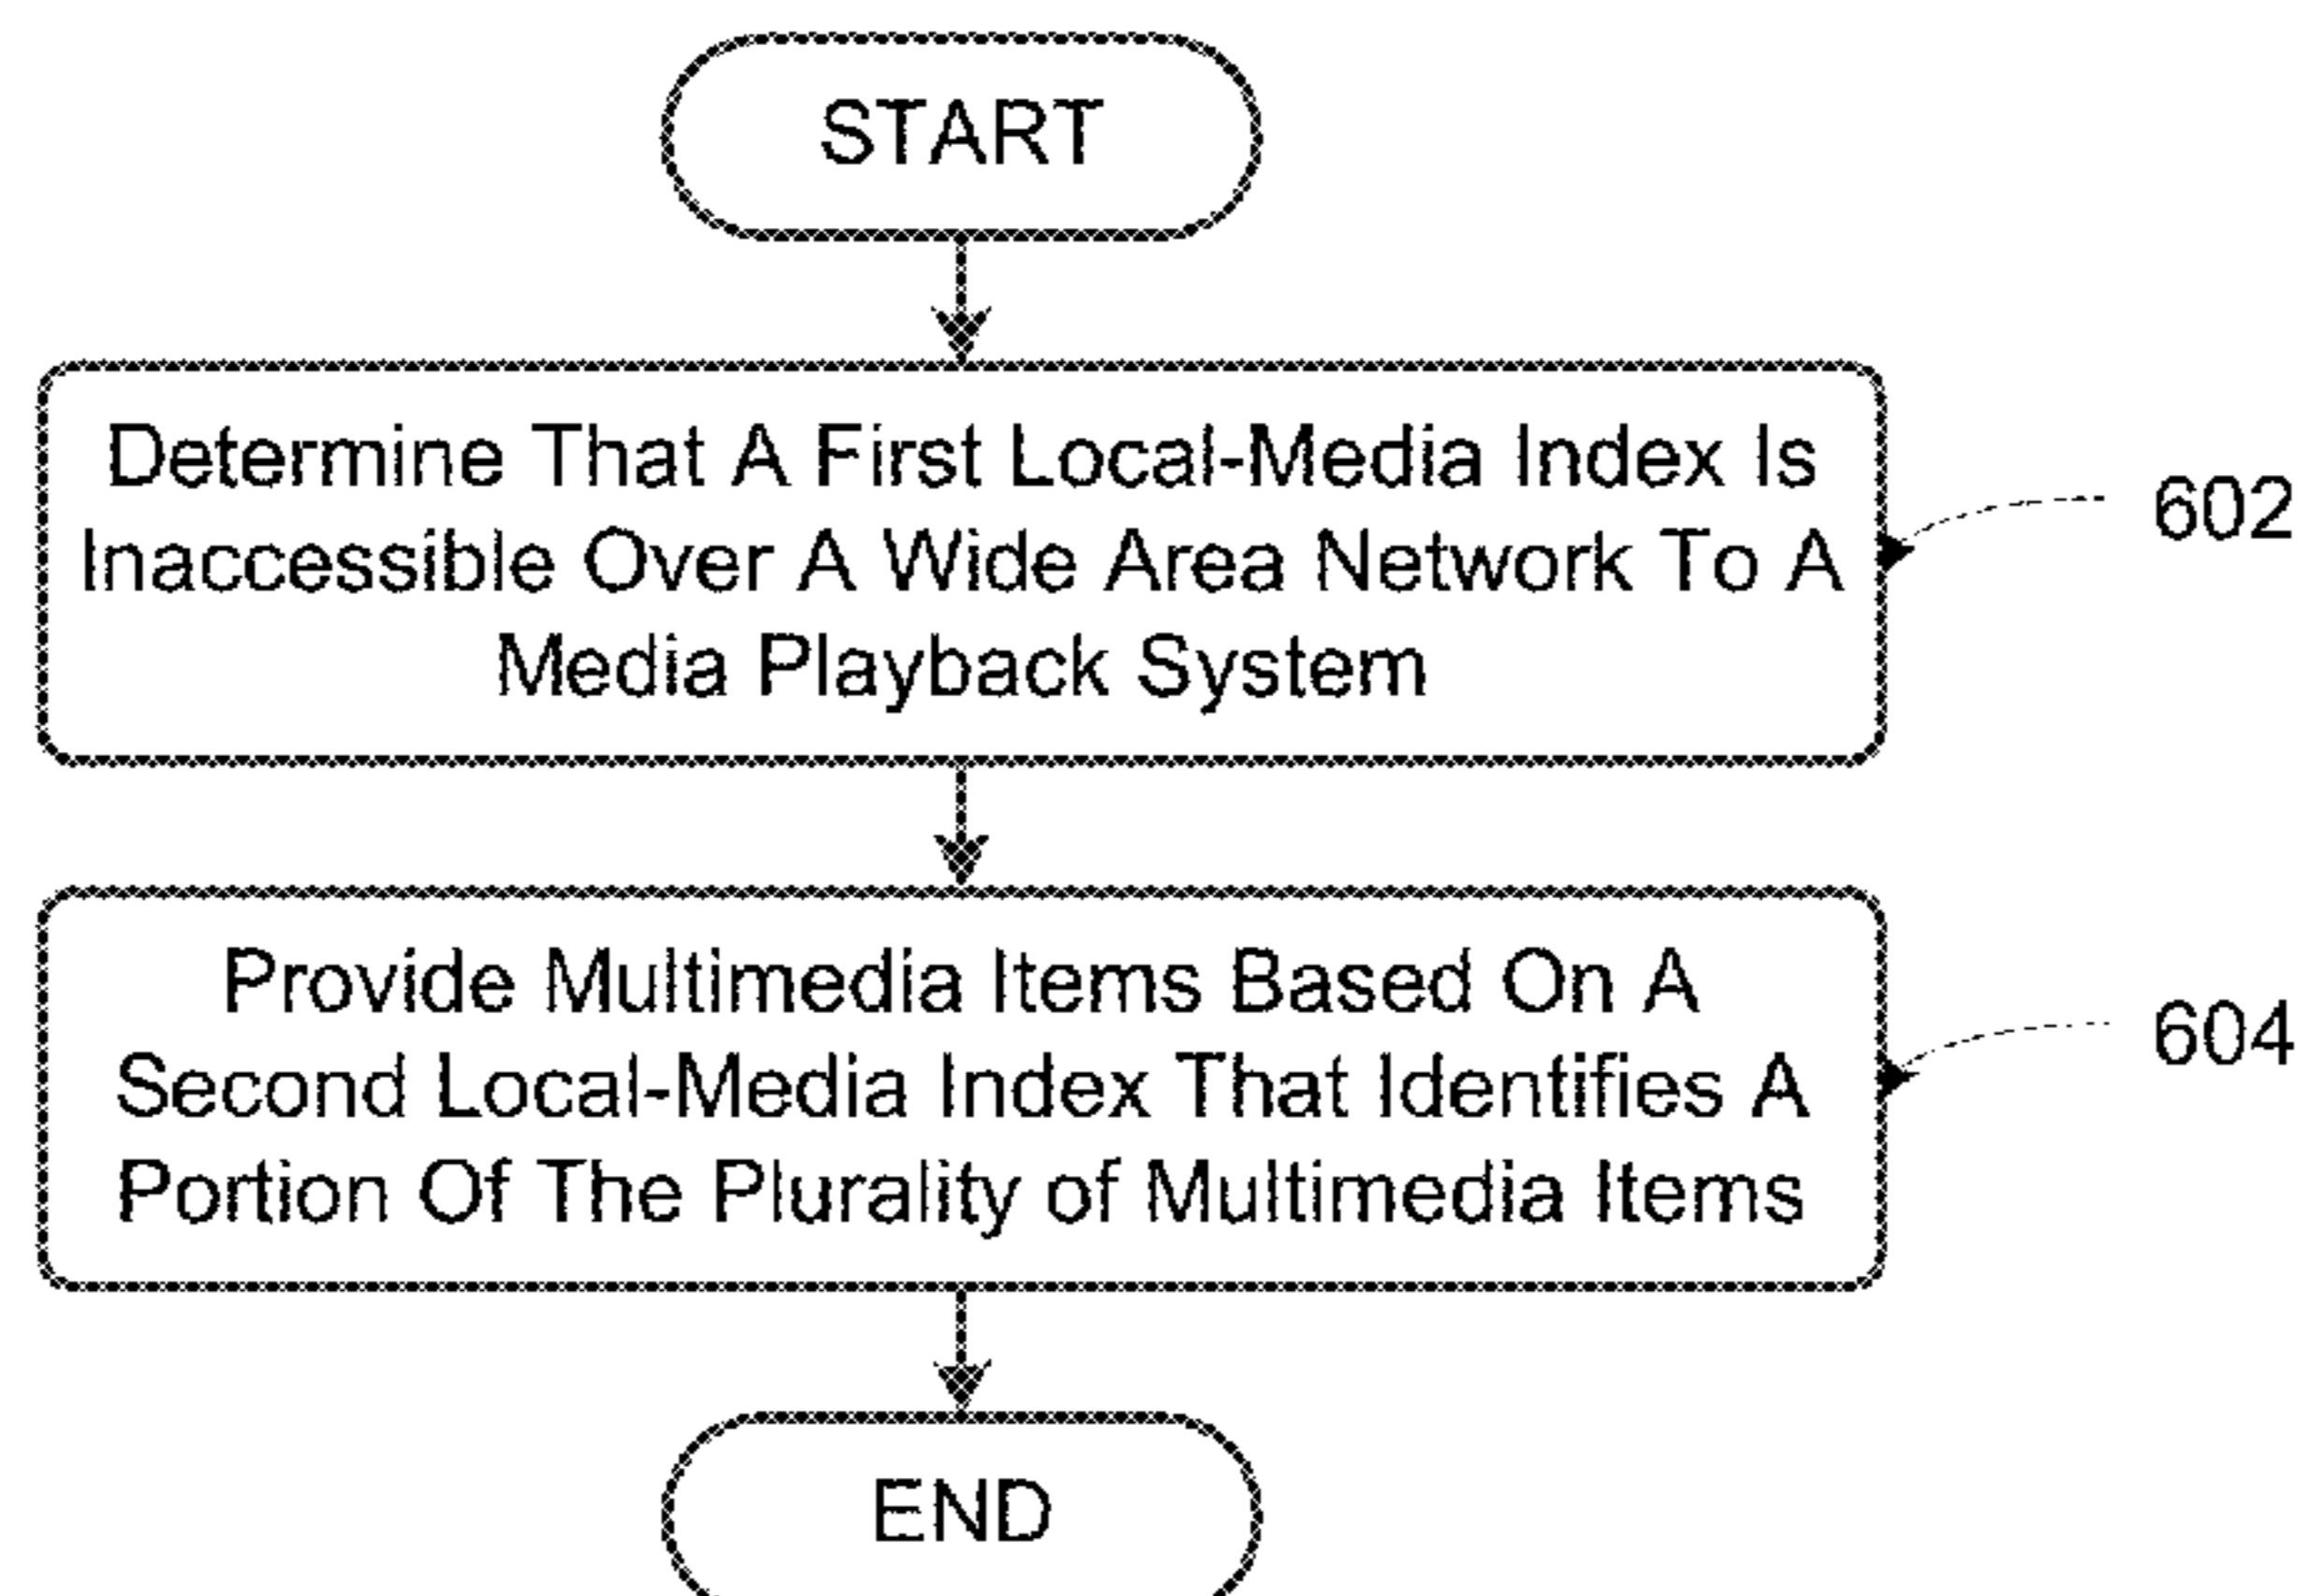 START
Determine That A First Local-Media Index Is
Inaccessible Over A Wide Area Network To A
Media Playback System
602
Provide Multimedia Items Based On A
Second Local-Media Index That Identifies A
Portion Of The Plurality of Multimedia Items
604
END